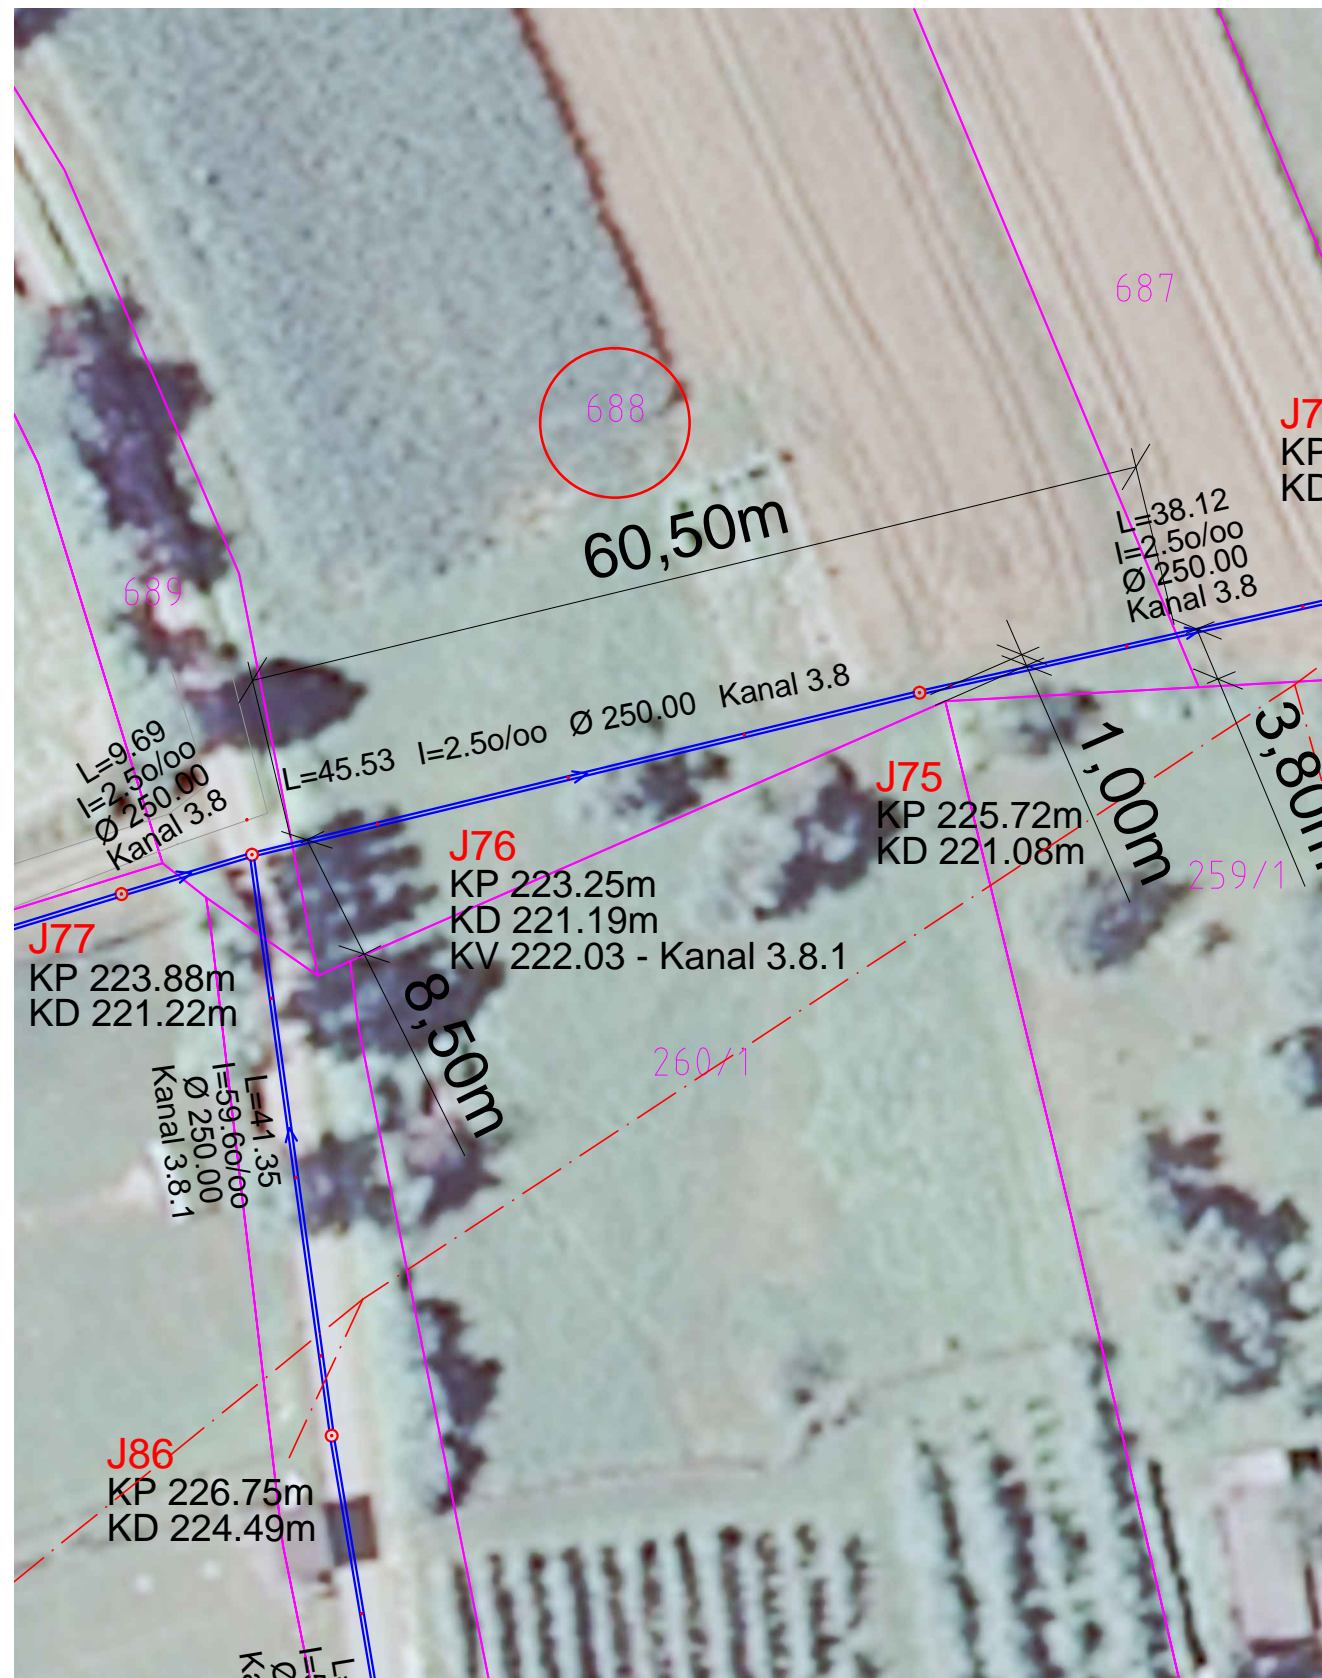 687
688
J7
KP
KD
60,50m
L=38.12
I=2.5o/oo
Ø 250.00
Kanal 3.8
689
L=9.69
I=2.5o/oo
Ø 250.00
Kanal 3.8
L=45.53 I=2.5o/oo Ø 250.00 Kanal 3.8
J75
KP 225.72m
KD 221.08m
1,00m
3,80m
259/1
J76
KP 223.25m
KD 221.19m
KV 222.03 - Kanal 3.8.1
J77
KP 223.88m
KD 221.22m
8,50m
260/1
L=41.35
I=59.6o/oo
Ø 250.00
Kanal 3.8.1
J86
KP 226.75m
KD 224.49m